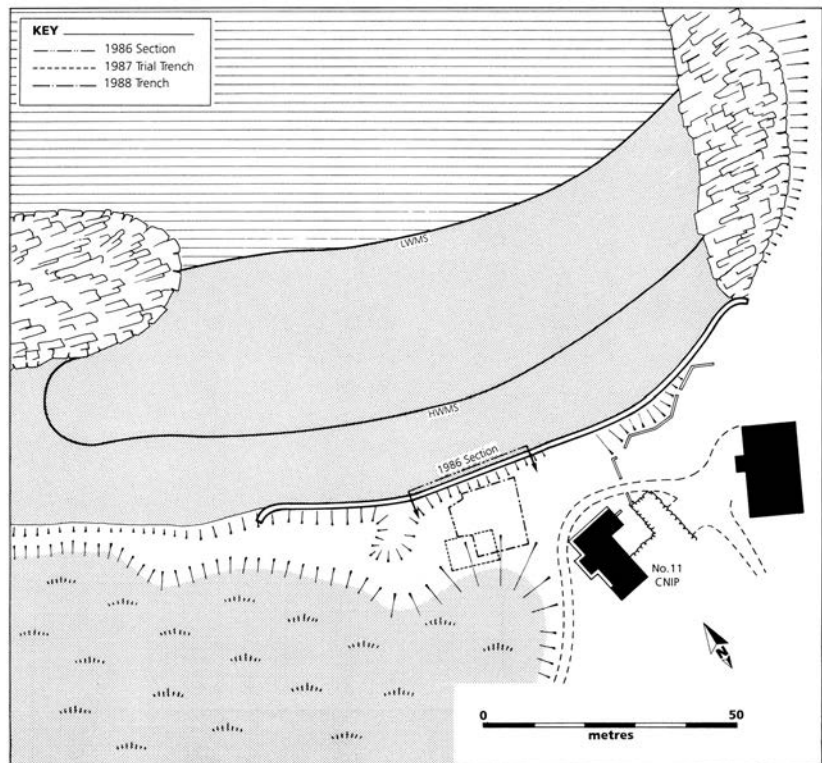 KEY
1986 Section
1987 Trial Trench
1988 Trench
LWMS
HWMS
1986 Section
No.11
CNIP
N
0 50
metres